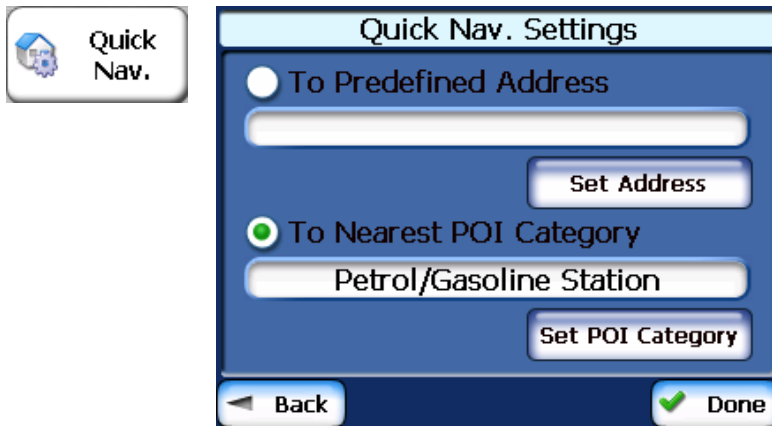 Quick
Nav.
Quick Nav. Settings
To Predefined Address
Set Address
To Nearest POI Category
Petrol/Gasoline Station
Set POI Category
Back
Done